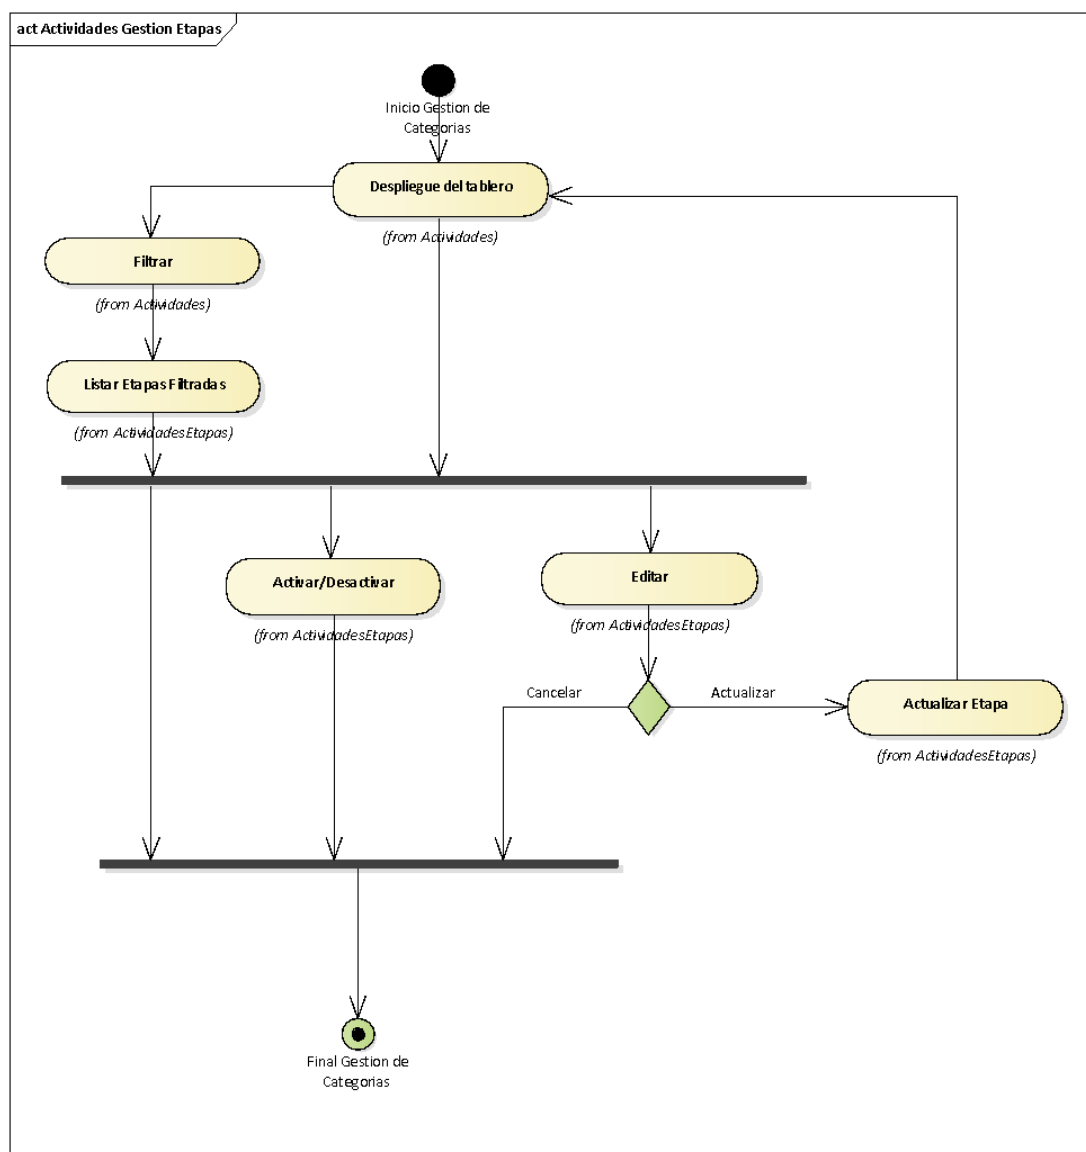 act Actividades Gestion Etapas
Inicio Gestion de
Categorias
Despliegue del tablero
(from Actividades)
Filtrar
(from Actividades)
Listar Etapas Filtradas
(from ActividadesEtapas)
Activar/Desactivar
(from ActividadesEtapas)
Editar
(from ActividadesEtapas)
Cancelar
Actualizar
Actualizar Etapa
(from ActividadesEtapas)
Final Gestion de
Categorias